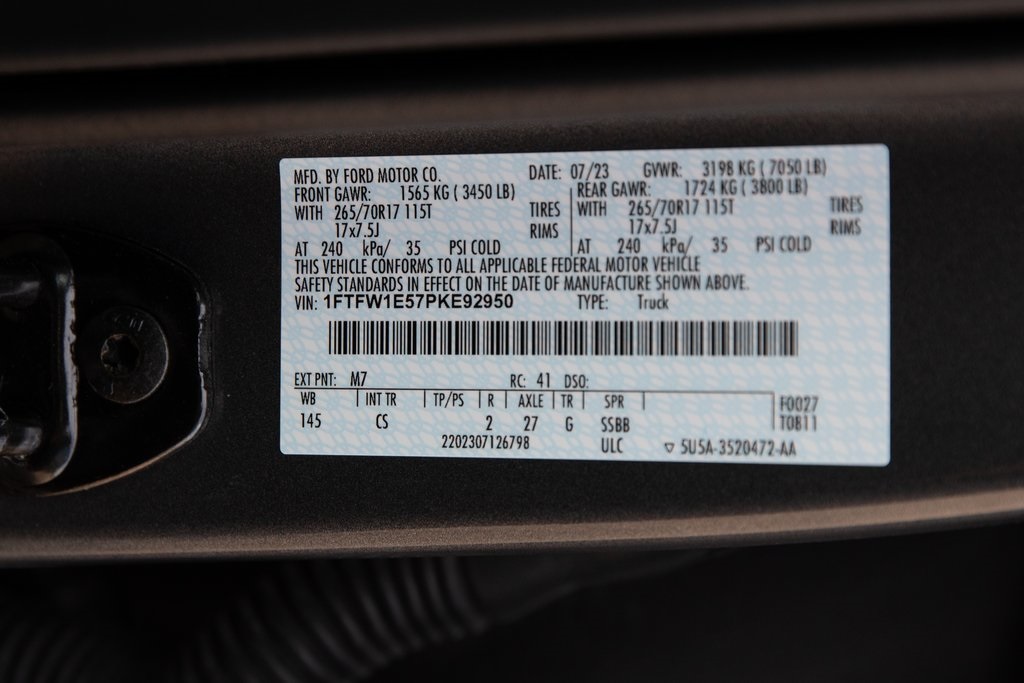 MFD. BY FORD MOTOR CO. DATE: 07/23 GVWR: 3198 KG ( 7050 LB)
FRONT GAWR: 1565 KG ( 3450 LB) REAR GAWR: 1724 KG ( 3800 LB)
WITH 265/70R17 115T TIRES WITH 265/70R17 115T TIRES
17x7.5J RIMS 17x7.5J RIMS
AT 240 kPa/ 35 PSI COLD AT 240 kPa/ 35 PSI COLD
THIS VEHICLE CONFORMS TO ALL APPLICABLE FEDERAL MOTOR VEHICLE
SAFETY STANDARDS IN EFFECT ON THE DATE OF MANUFACTURE SHOWN ABOVE.
VIN: 1FTFW1E57PKE92950 TYPE: Truck
EXT PNT: M7 RC: 41 DSO:
WB INT TR TP/PS R AXLE TR SPR F0027
145 CS 2 27 G SSBB T0811
2202307126798 ULC ▽ 5U5A-3520472-AA